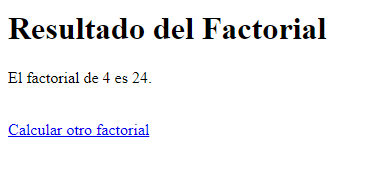 Resultado del Factorial
El factorial de 4 es 24.
Calcular otro factorial